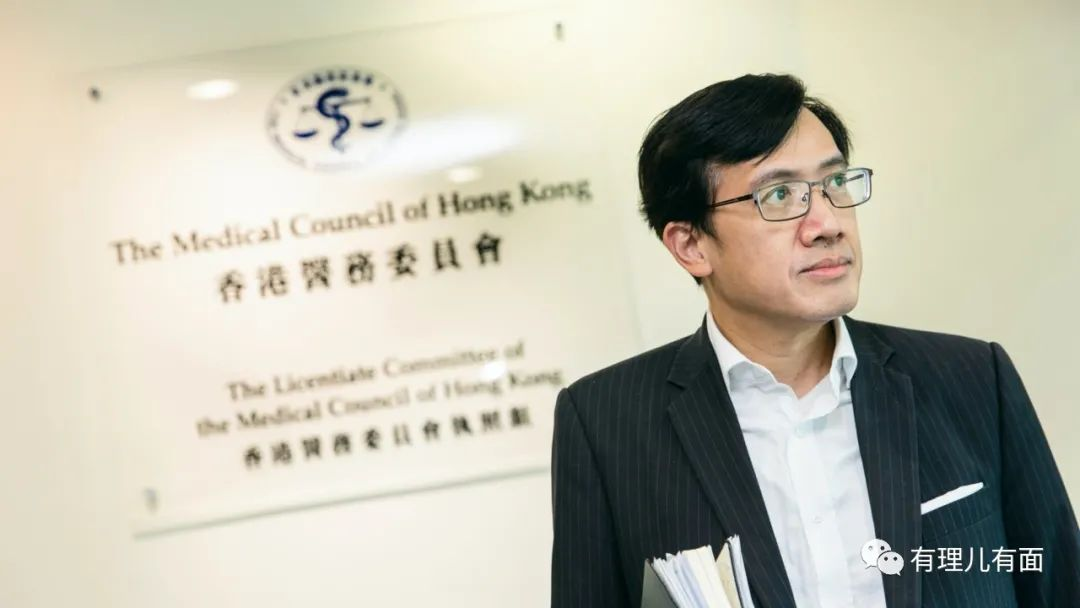 The Medical Council of Hong Kong
香港醫務委員會
The Licentiate Committee of
the Medical Council of Hong Kong
香港醫務委員會執照組
有理儿有面